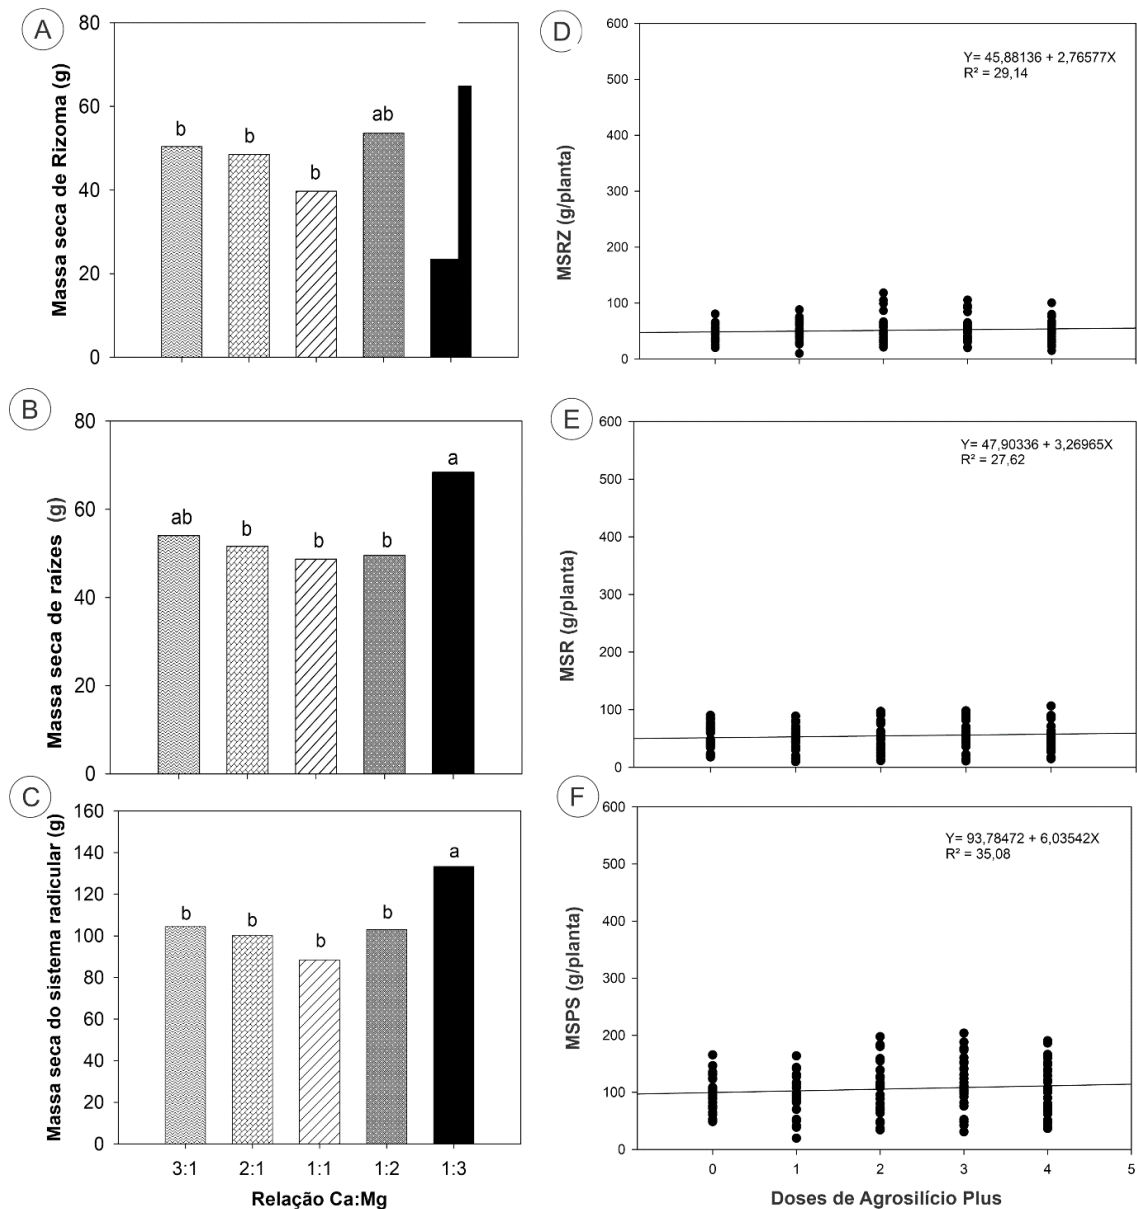 A
Massa seca de Rizoma (g)
80
60
40
20
0
b
b
b
ab
B
Massa seca de raízes (g)
80
60
40
20
0
ab
b
b
b
a
C
Massa seca do sistema radicular (g)
160
140
120
100
80
60
40
20
0
b
b
b
b
a
3:1 2:1 1:1 1:2 1:3
Relação Ca:Mg
D
MSRZ (g/planta)
600
500
400
300
200
100
0
Y= 45,88136 + 2,76577X
R² = 29,14
E
MSR (g/planta)
600
500
400
300
200
100
0
Y= 47,90336 + 3,26965X
R² = 27,62
F
MSPS (g/planta)
600
500
400
300
200
100
0
Y= 93,78472 + 6,03542X
R² = 35,08
0 1 2 3 4 5
Doses de Agrosilício Plus